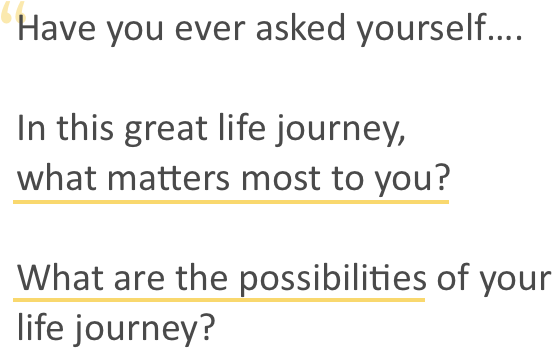 “Have you ever asked yourself....
In this great life journey,
what matters most to you?
What are the possibilities of your
life journey?